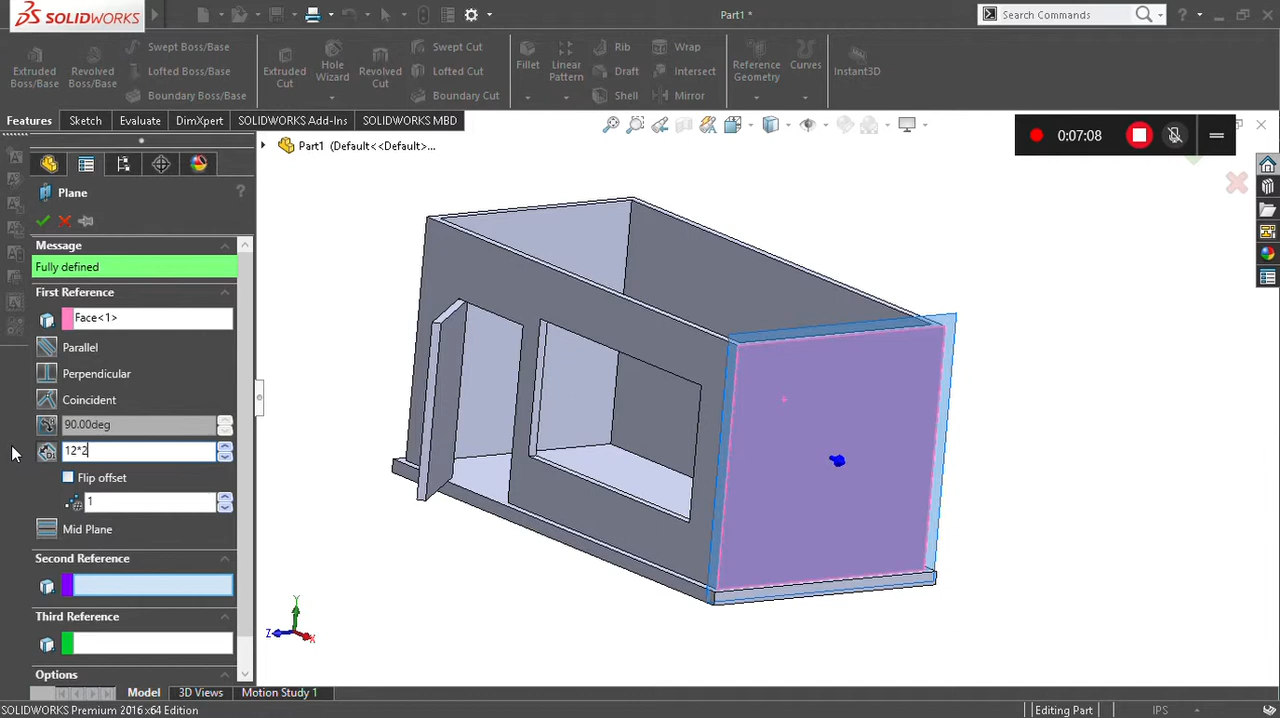 SOLIDWORKS
Part1 *
Search Commands
?
Extruded Boss/Base
Revolved Boss/Base
Swept Boss/Base
Lofted Boss/Base
Boundary Boss/Base
Extruded Cut
Hole Wizard
Revolved Cut
Swept Cut
Lofted Cut
Boundary Cut
Fillet
Linear Pattern
Rib
Draft
Shell
Wrap
Intersect
Mirror
Reference Geometry
Curves
Instant3D
Features
Sketch
Evaluate
DimXpert
SOLIDWORKS Add-Ins
SOLIDWORKS MBD
Part1 (Default<<Default>...
00:07:08
Plane
?
Message
Fully defined
First Reference
Face<1>
Parallel
Perpendicular
Coincident
90.00deg
12*2
Flip offset
1
Mid Plane
Second Reference
Third Reference
Options
Y
Z
X
Model
3D Views
Motion Study 1
SOLIDWORKS Premium 2016 x64 Edition
Editing Part
IPS